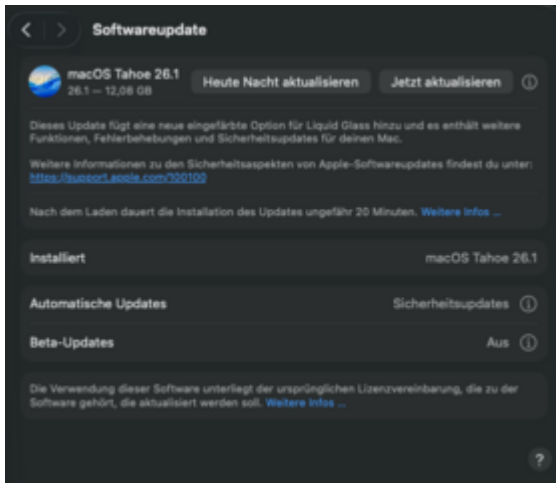 Softwareupdate
macOS Tahoe 26.1
26.1 — 12,08 GB
Heute Nacht aktualisieren
Jetzt aktualisieren
Dieses Update fügt eine neue eingefärbte Option für Liquid Glass hinzu und es enthält weitere
Funktionen, Fehlerbehebungen und Sicherheitsupdates für deinen Mac.
Weitere Informationen zu den Sicherheitsaspekten von Apple-Softwareupdates findest du unter:
https://support.apple.com/100100
Nach dem Laden dauert die Installation des Updates ungefähr 20 Minuten. Weitere Infos ...
Installiert macOS Tahoe 26.1
Automatische Updates Sicherheitsupdates
Beta-Updates Aus
Die Verwendung dieser Software unterliegt der ursprünglichen Lizenzvereinbarung, die zu der
Software gehört, die aktualisiert werden soll. Weitere Infos ...
?